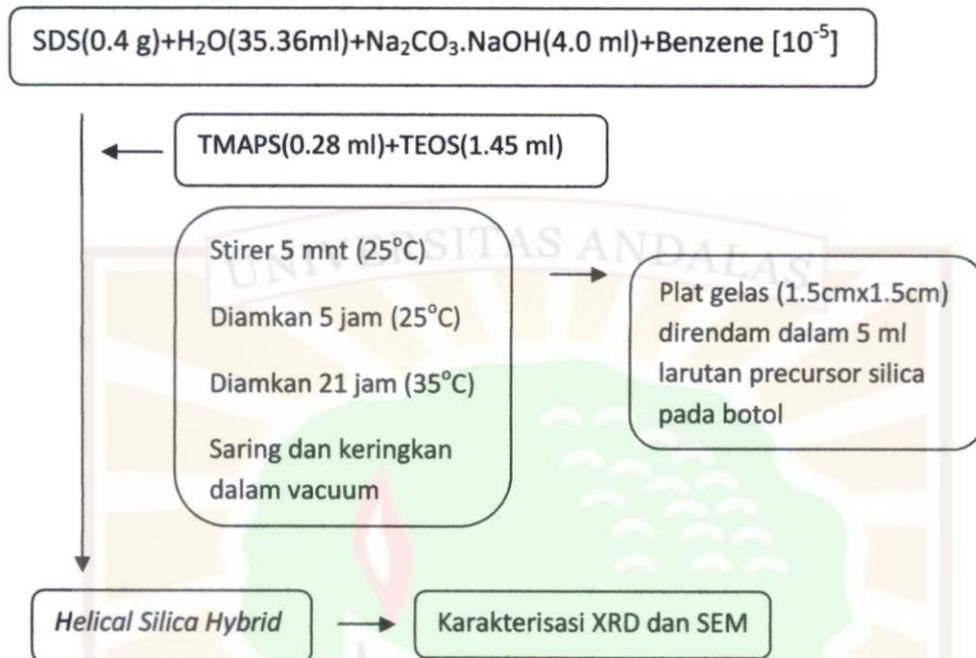 SDS(0.4 g)+H₂O(35.36ml)+Na₂CO₃.NaOH(4.0 ml)+Benzene [10⁻⁵]
TMAPS(0.28 ml)+TEOS(1.45 ml)
UNIVERSITAS ANDALAS
Stirer 5 mnt (25°C)
Diamkan 5 jam (25°C)
Diamkan 21 jam (35°C)
Saring dan keringkan
dalam vacuum
Plat gelas (1.5cmx1.5cm)
direndam dalam 5 ml
larutan precursor silica
pada botol
Helical Silica Hybrid
Karakterisasi XRD dan SEM